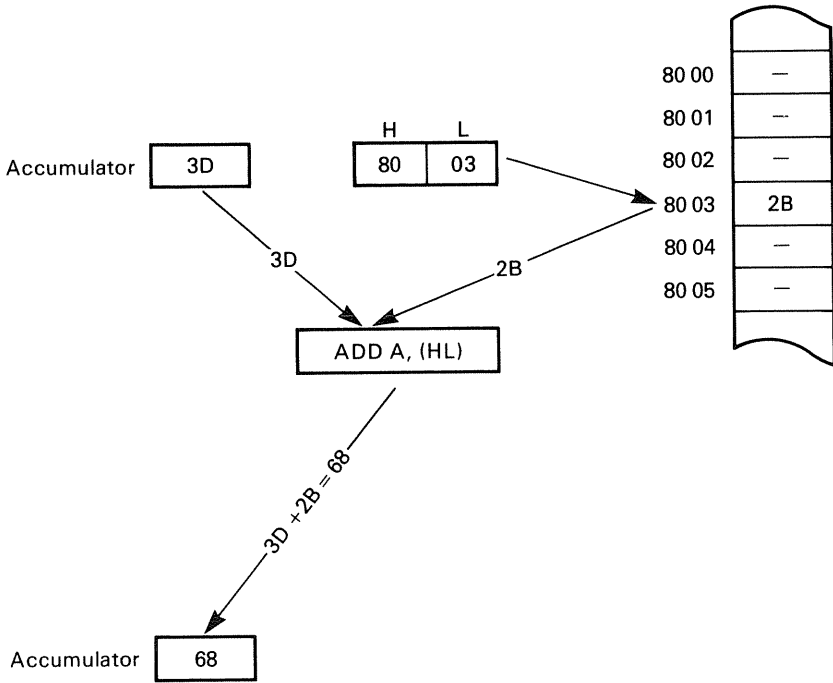 80 00 —
80 01 —
H L
Accumulator 3D
80 03
80 02 —
80 03 2B
3D
2B
80 04 —
80 05 —
ADD A, (HL)
3D +2B = 68
Accumulator 68